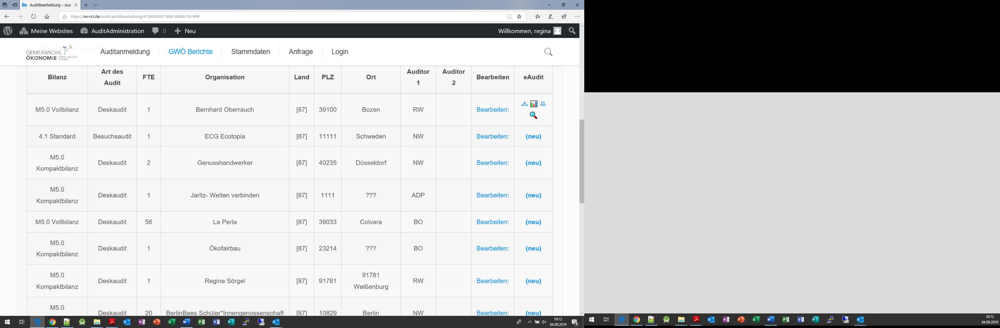 Be Auditbearbeitung – Auc
https://rw-cct.de/audit/auditbearbeitung/#1546265977694-06f4b138-9f9f
Meine Websites AuditAdministration 0 Neu Willkommen, regina
GEMEINWOHL
ÖKONOMIE
Auditanmeldung GWÖ Berichte Stammdaten Anfrage Login
Bilanz Art des Audit FTE Organisation Land PLZ Ort Auditor 1 Auditor 2 Bearbeiten eAudit
M5.0 Vollbilanz Deskaudit 1 Bernhard Oberrauch [87] 39100 Bozen RW Bearbeiten:
4.1 Standard Besuchsaudit 1 ECG Ecotopia [87] 11111 Schweden NW Bearbeiten: (neu)
M5.0 Kompaktbilanz Deskaudit 2 Genusshandwerker [87] 40235 Düsseldorf NW Bearbeiten: (neu)
M5.0 Kompaktbilanz Deskaudit 1 Jaritz- Welten verbinden [87] 1111 ??? ADP Bearbeiten: (neu)
M5.0 Vollbilanz Deskaudit 56 La Perla [87] 39033 Colvara BO Bearbeiten: (neu)
M5.0 Kompaktbilanz Deskaudit 1 Ökofairbau [87] 23214 ??? BO Bearbeiten: (neu)
M5.0 Kompaktbilanz Deskaudit 1 Regina Sörgel [87] 91781 91781 Weißenburg RW Bearbeiten: (neu)
M5.0 Deskaudit 20 BerlinBees Schüler*Innengenossenschaft [87] 10829 Berlin NW Bearbeiten: (neu)
10:12
04.09.2019
4
10:12
04.09.2019